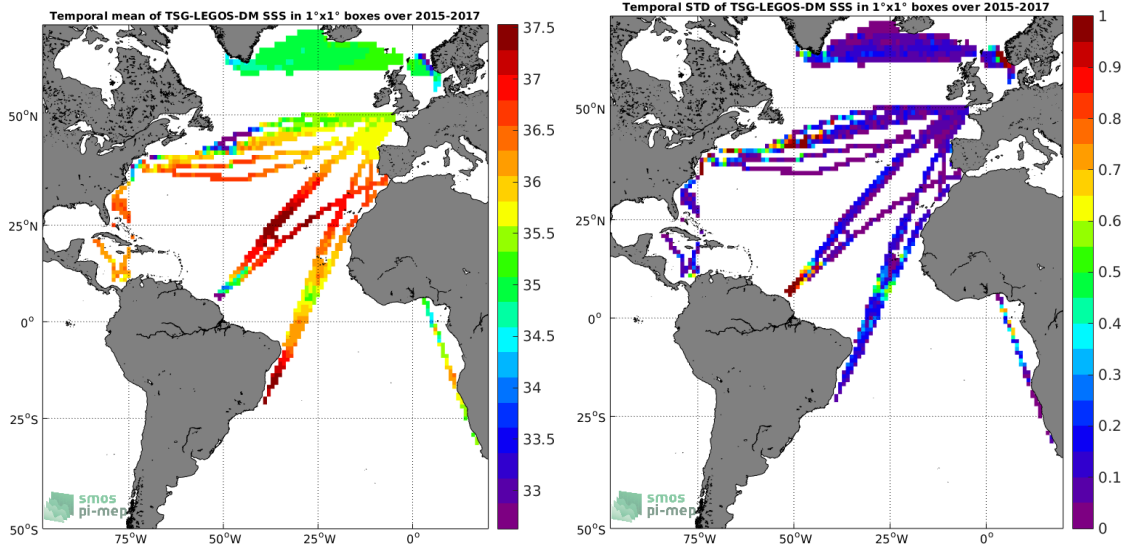 Temporal mean of TSG-LEGOS-DM SSS in 1°x1° boxes over 2015-2017
37.5
37
36.5
36
35.5
35
34.5
34
33.5
33
50°N
25°N
0°
25°S
50°S
75°W
50°W
25°W
0°
smos
pi-mep
Temporal STD of TSG-LEGOS-DM SSS in 1°x1° boxes over 2015-2017
1
0.9
0.8
0.7
0.6
0.5
0.4
0.3
0.2
0.1
0
50°N
25°N
0°
25°S
50°S
75°W
50°W
25°W
0°
smos
pi-mep